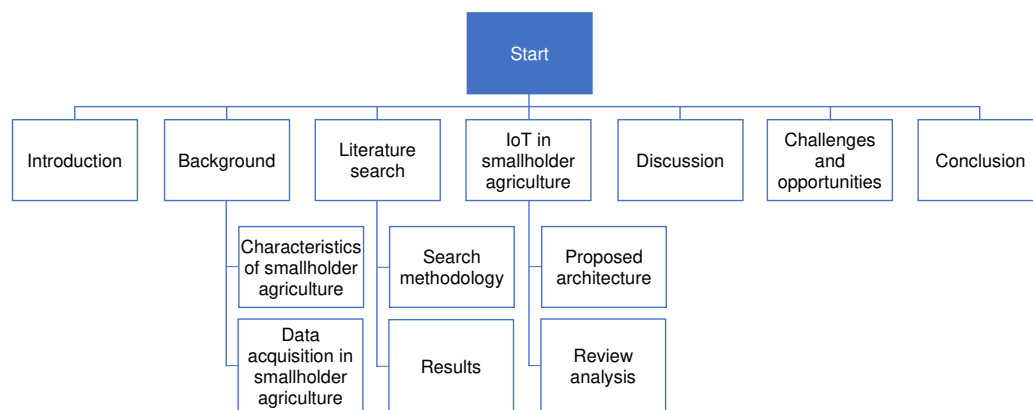 Start
Introduction
Background
Literature
search
IoT in
smallholder
agriculture
Discussion
Challenges
and
opportunities
Conclusion
Characteristics
of smallholder
agriculture
Search
methodology
Proposed
architecture
Data
acquisition in
smallholder
agriculture
Results
Review
analysis